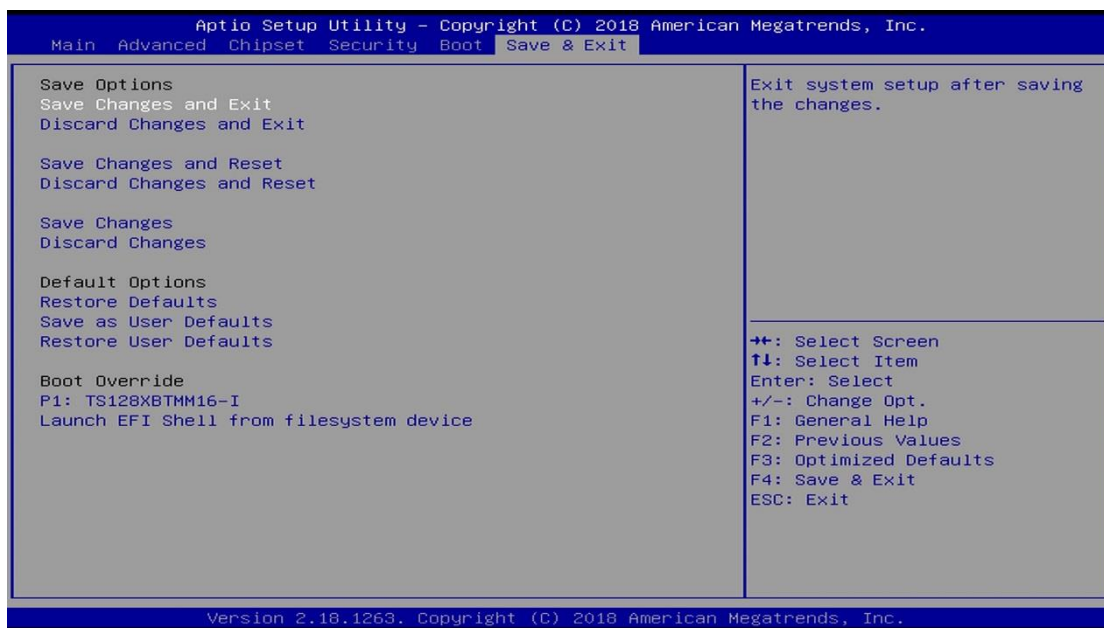 Aptio Setup Utility – Copyright (C) 2018 American Megatrends, Inc.
Main Advanced Chipset Security Boot Save & Exit
Save Options
Save Changes and Exit
Discard Changes and Exit
Save Changes and Reset
Discard Changes and Reset
Save Changes
Discard Changes
Default Options
Restore Defaults
Save as User Defaults
Restore User Defaults
Boot Override
P1: TS128XBTMM16-I
Launch EFI Shell from filesystem device
Exit system setup after saving
the changes.
→←: Select Screen
↑↓: Select Item
Enter: Select
+/-: Change Opt.
F1: General Help
F2: Previous Values
F3: Optimized Defaults
F4: Save & Exit
ESC: Exit
Version 2.18.1263. Copyright (C) 2018 American Megatrends, Inc.